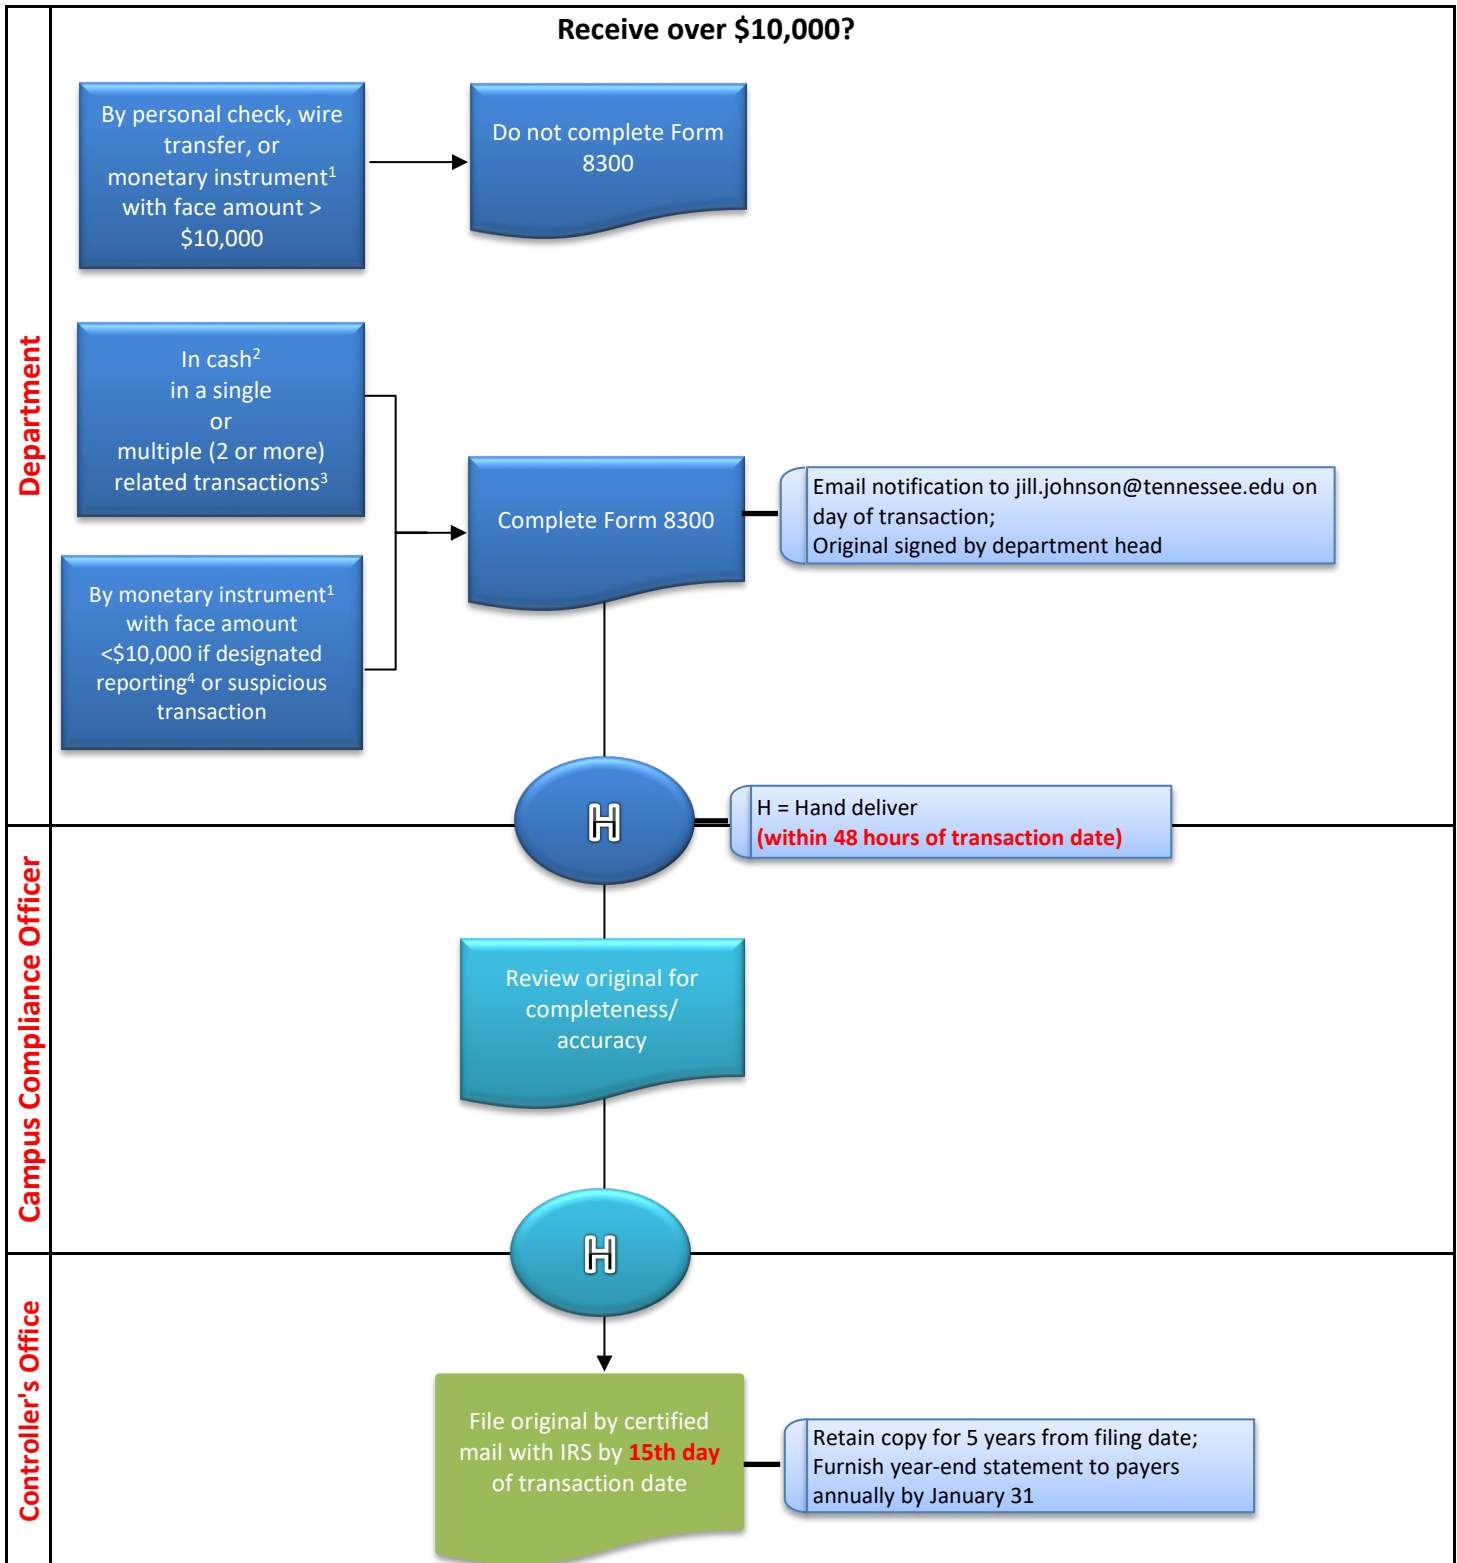 Receive over $10,000?
Department
By personal check, wire
transfer, or
monetary instrument¹
with face amount >
$10,000
Do not complete Form
8300
In cash²
in a single
or
multiple (2 or more)
related transactions³
By monetary instrument¹
with face amount
<$10,000 if designated
reporting⁴ or suspicious
transaction
Complete Form 8300
Email notification to jill.johnson@tennessee.edu on
day of transaction;
Original signed by department head
H
H = Hand deliver
(within 48 hours of transaction date)
Campus Compliance Officer
Review original for
completeness/
accuracy
H
Controller's Office
File original by certified
mail with IRS by 15th day
of transaction date
Retain copy for 5 years from filing date;
Furnish year-end statement to payers
annually by January 31